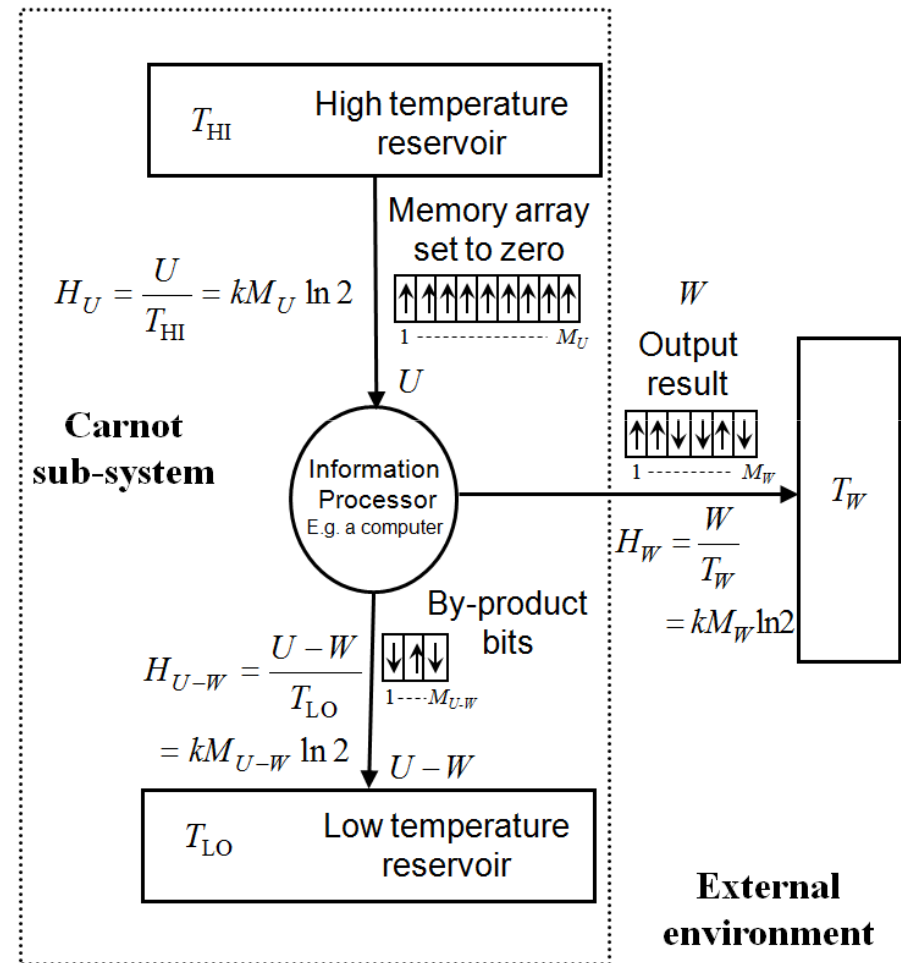 T_HI High temperature
reservoir
Memory array
set to zero
H_U = U/T_HI = kM_U ln 2
↑↑↑↑↑↑↑↑↑
1 ---------------- M_U
U
W
Output
result
↑↑↓↓↑↓
1 ---------- M_W
Carnot
sub-system
Information
Processor
E.g. a computer
T_W
H_W = W/T_W
= kM_W ln2
By-product
bits
↓↑↓
1----M_U-W
H_U–W = U – W/T_LO
= kM_U–W ln 2
U – W
T_LO Low temperature
reservoir
External
environment